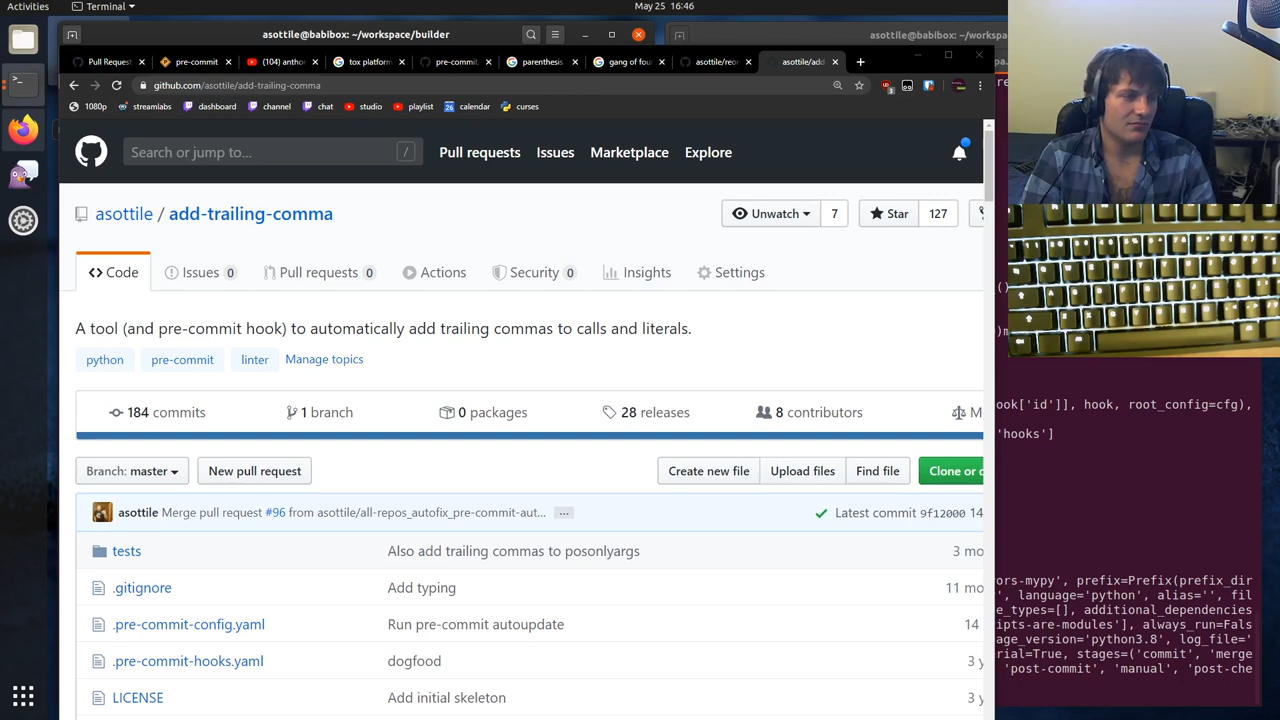 Activities
Terminal
May 25 16:46
asottile@babibox: ~/workspace/builder
asottile@babibox: ~/workspa
Pull Request
pre-commit
(104) antho
tox platform
pre-commit
parenthesis
gang of fou
asottile/reo
asottile/add
github.com/asottile/add-trailing-comma
1080p
streamlabs
dashboard
channel
chat
studio
playlist
calendar
curses
Search or jump to...
/
Pull requests
Issues
Marketplace
Explore
asottile / add-trailing-comma
Unwatch
7
Star
127
Code
Issues 0
Pull requests 0
Actions
Security 0
Insights
Settings
A tool (and pre-commit hook) to automatically add trailing commas to calls and literals.
python
pre-commit
linter
Manage topics
184 commits
1 branch
0 packages
28 releases
8 contributors
M
ook['id']], hook, root_config=cfg),
'hooks']
Branch: master
New pull request
Create new file
Upload files
Find file
Clone or d
asottile Merge pull request #96 from asottile/all-repos_autofix_pre-commit-aut...
...
Latest commit 9f12000 14
tests
Also add trailing commas to posonlyargs
3 mo
.gitignore
Add typing
11 mo
.pre-commit-config.yaml
Run pre-commit autoupdate
14
.pre-commit-hooks.yaml
dogfood
3 y
LICENSE
Add initial skeleton
3 y
ors-mypy', prefix=Prefix(prefix_dir
', language='python', alias='', fil
e_types=[], additional_dependencies
ipts-are-modules'], always_run=Fals
age_version='python3.8', log_file='
rial=True, stages=('commit', 'merge
'post-commit', 'manual', 'post-che